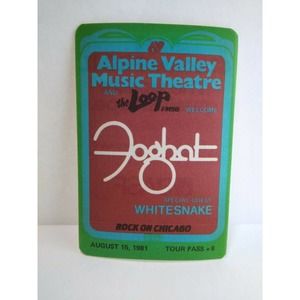 Alpine Valley
Music Theatre
AND
the Loop
WELCOME
Foghat
SPECIAL GUEST
WHITESNAKE
ROCK ON CHICAGO
AUGUST 15, 1981 TOUR PASS